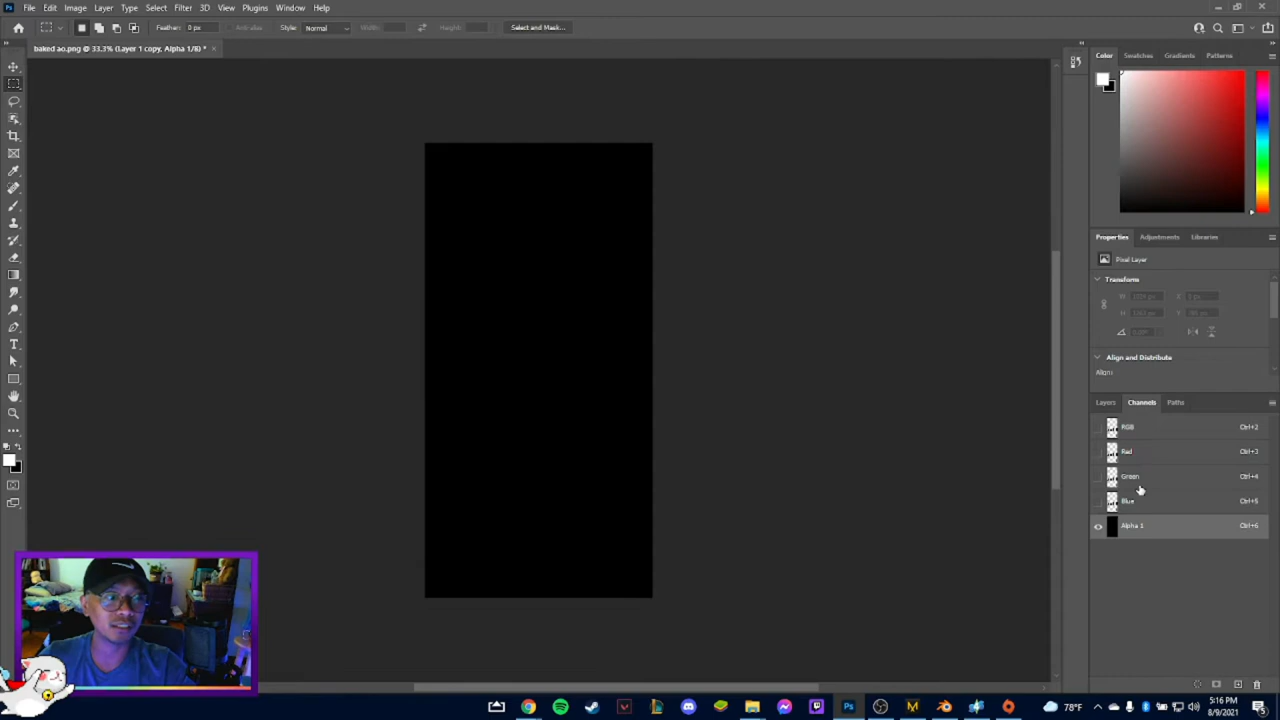 Ps File Edit Image Layer Type Select Filter 3D View Plugins Window Help
Feather: 0 px Anti-alias Style: Normal Width: Height: Select and Mask...
baked ao.png @ 33.3% (Layer 1 copy, Alpha 1/8) *
Color Swatches Gradients Patterns
Properties Adjustments Libraries
Pixel Layer
Transform
W: X:
H: Y:
Align and Distribute
Align:
Layers Channels Paths
RGB Ctrl+2
Red Ctrl+3
Green Ctrl+4
Blue Ctrl+5
Alpha 1 Ctrl+6
78°F
5:16 PM
8/9/2021